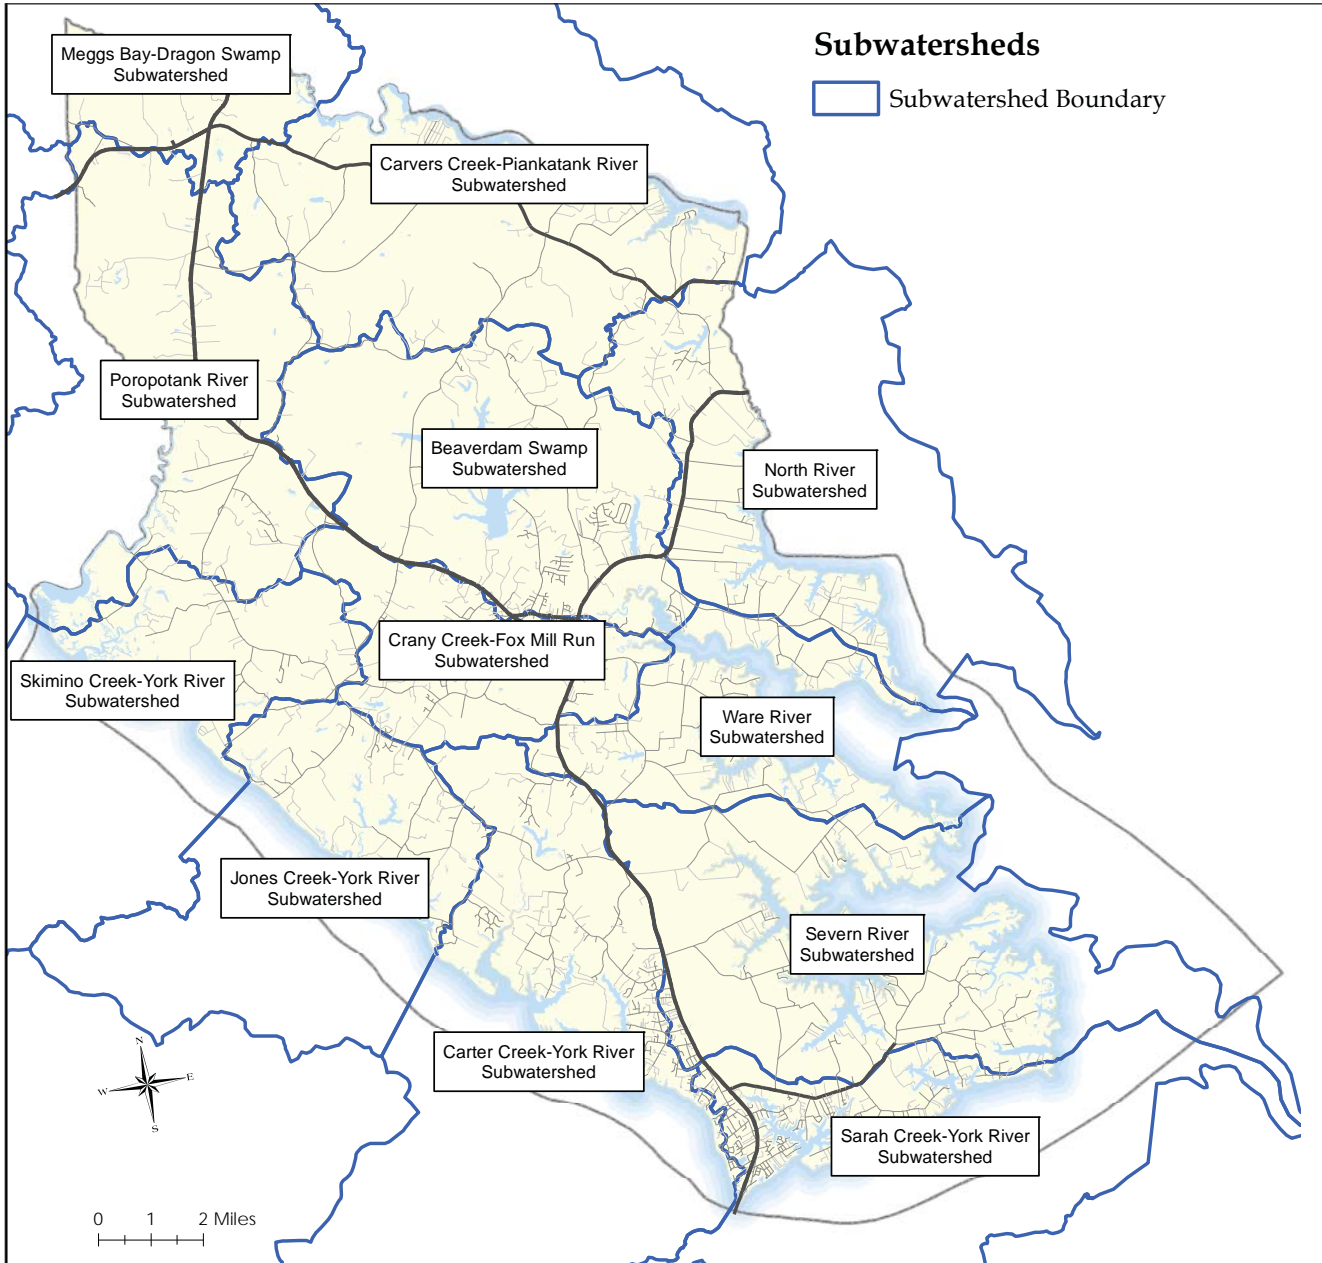 Subwatersheds
Subwatershed Boundary
Meggs Bay-Dragon Swamp
Subwatershed
Carvers Creek-Piankatank River
Subwatershed
Poropotank River
Subwatershed
Beaverdam Swamp
Subwatershed
North River
Subwatershed
Crany Creek-Fox Mill Run
Subwatershed
Skimino Creek-York River
Subwatershed
Ware River
Subwatershed
Jones Creek-York River
Subwatershed
Severn River
Subwatershed
Carter Creek-York River
Subwatershed
Sarah Creek-York River
Subwatershed
N
W E
S
0 1 2 Miles